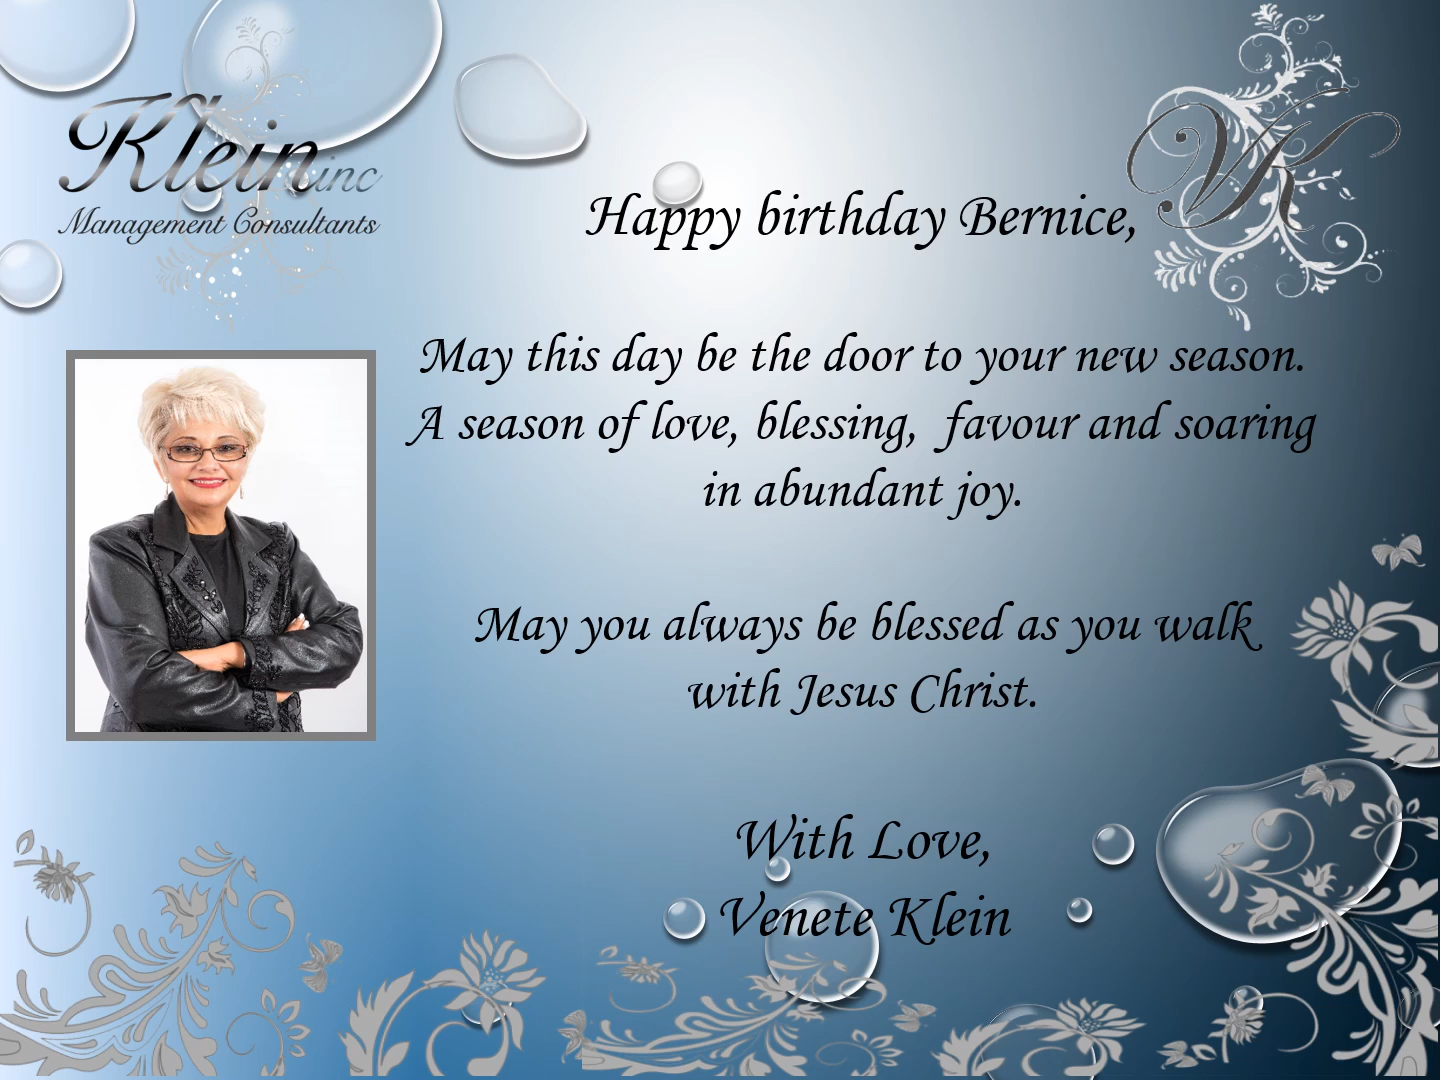 Klein inc
Management Consultants
VK
Happy birthday Bernice,
May this day be the door to your new season.
A season of love, blessing, favour and soaring
in abundant joy.
May you always be blessed as you walk
with Jesus Christ.
With Love,
Venete Klein